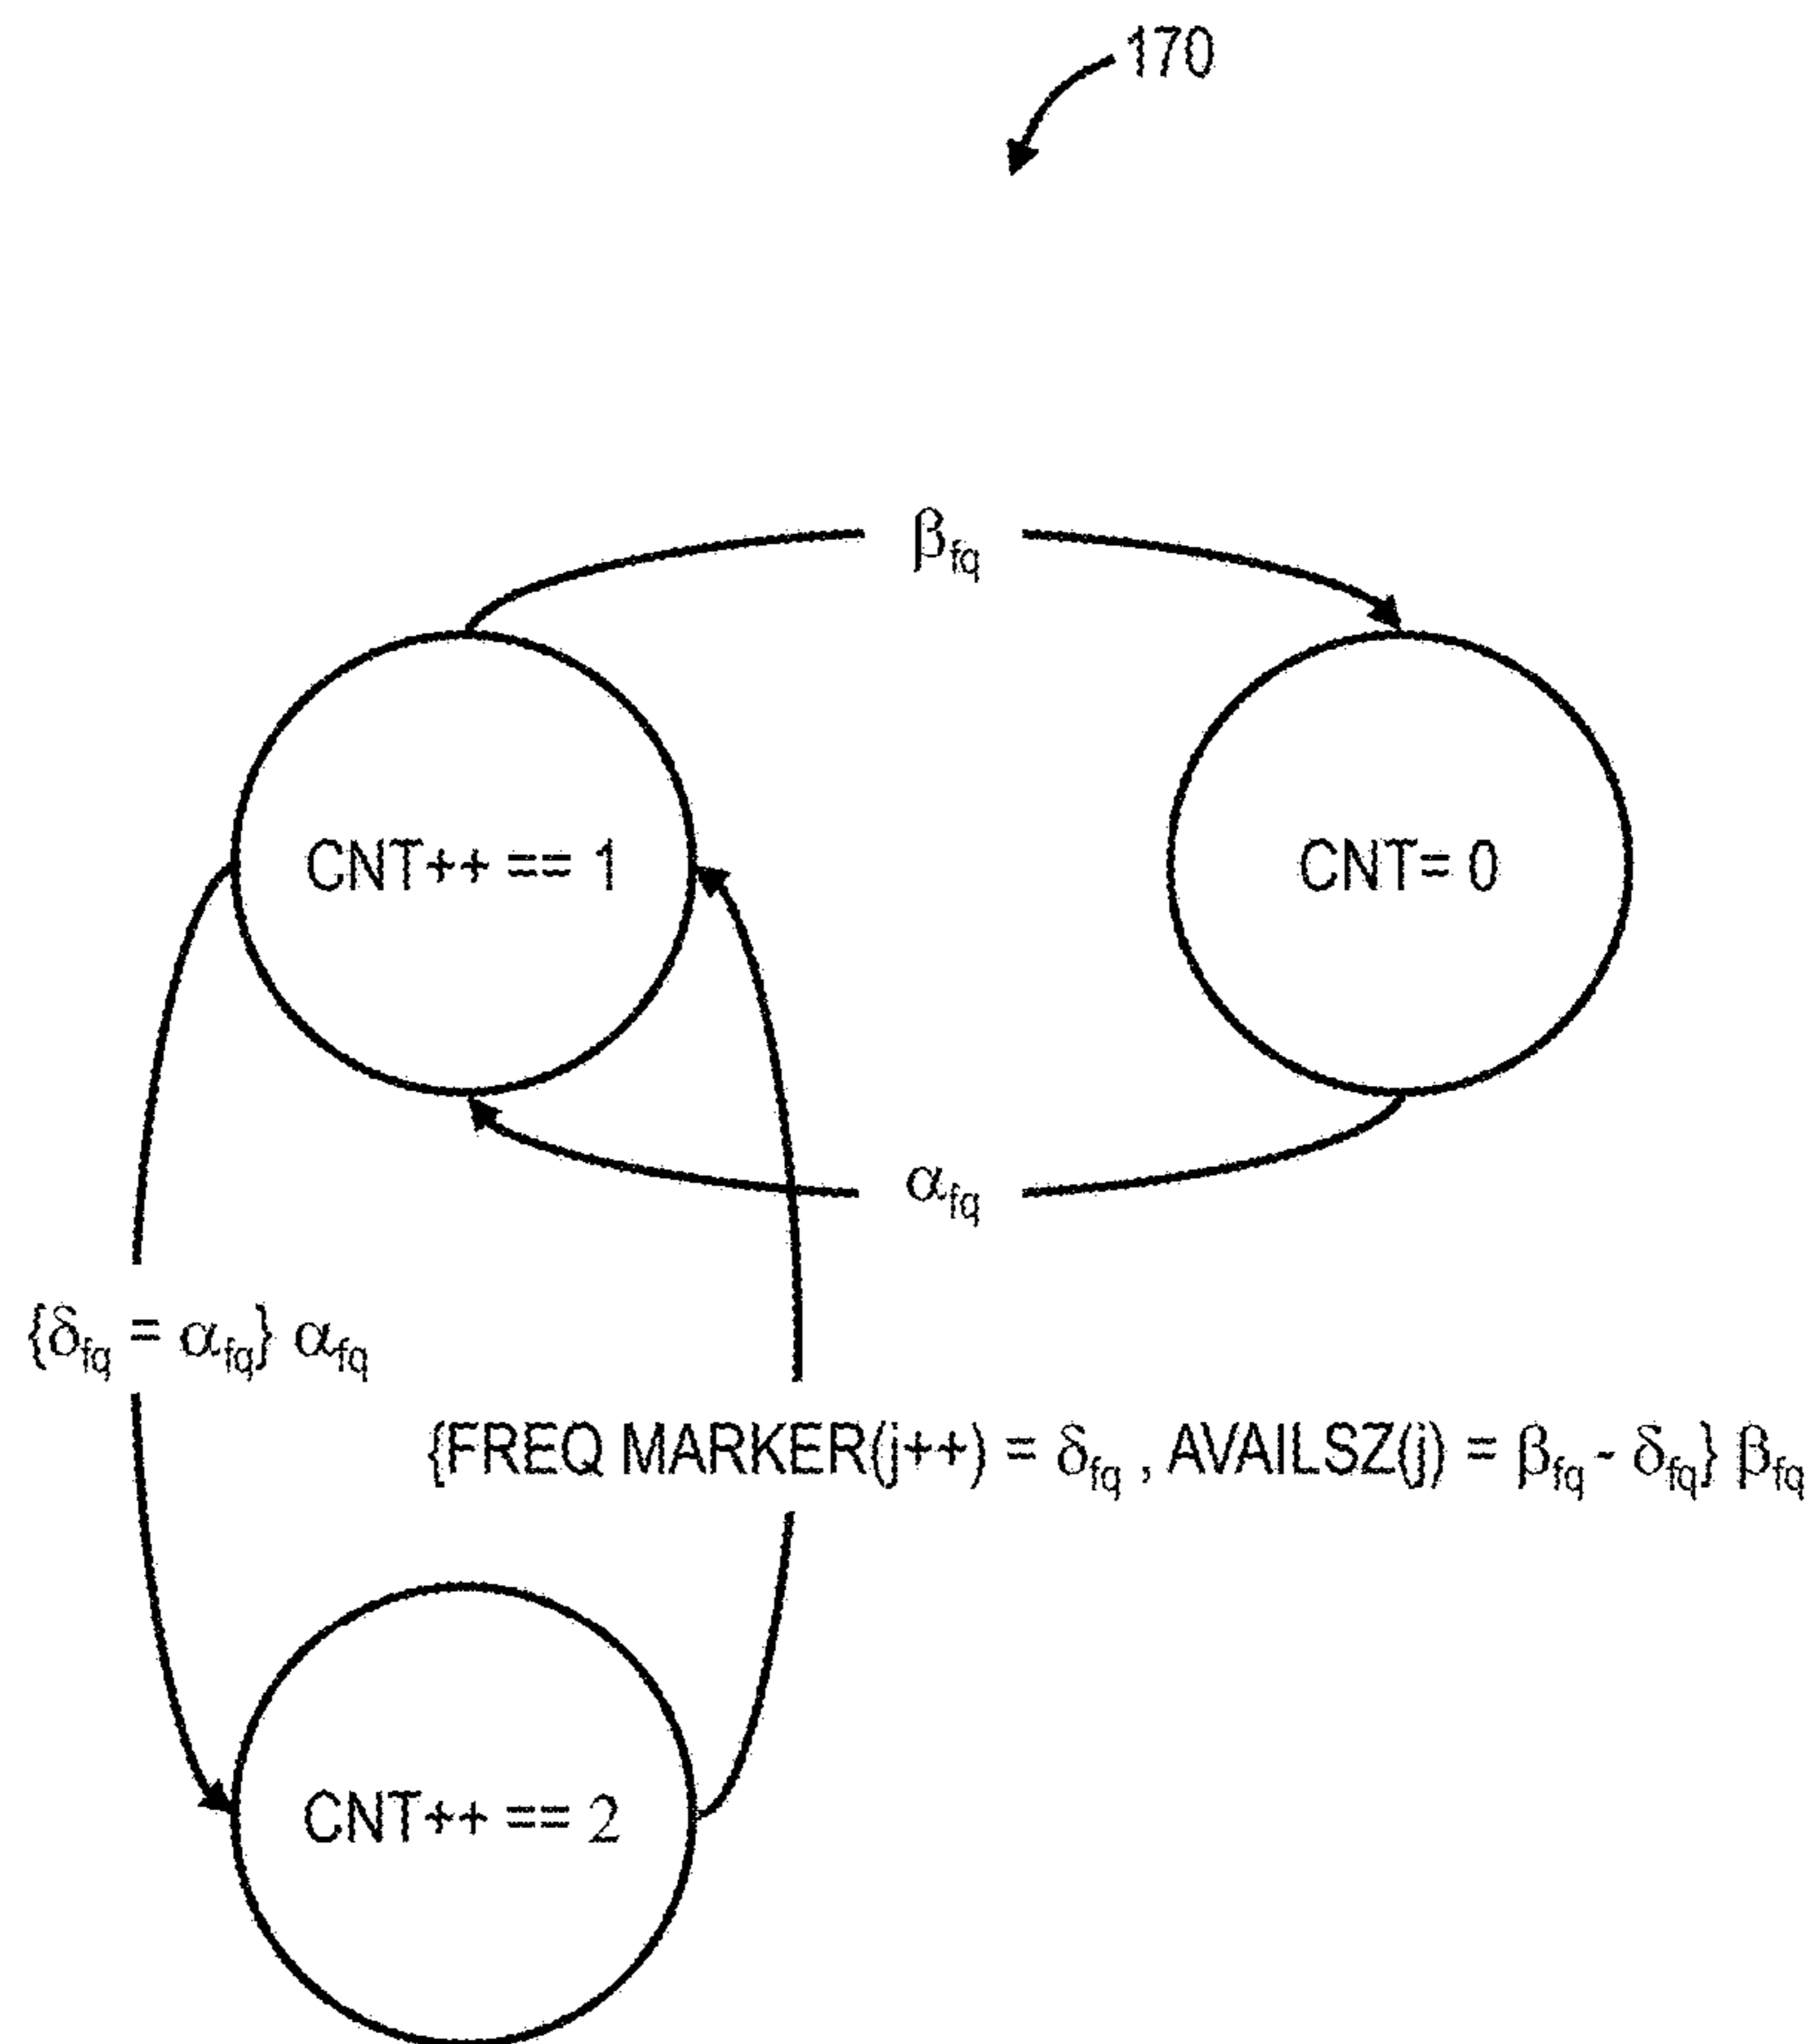 170
βfq
CNT++ == 1
CNT= 0
αfq
{δfq = αfq} αfq
{FREQ MARKER(j++) = δfq , AVAILSZ(j) = βfq - δfq} βfq
CNT++ == 2